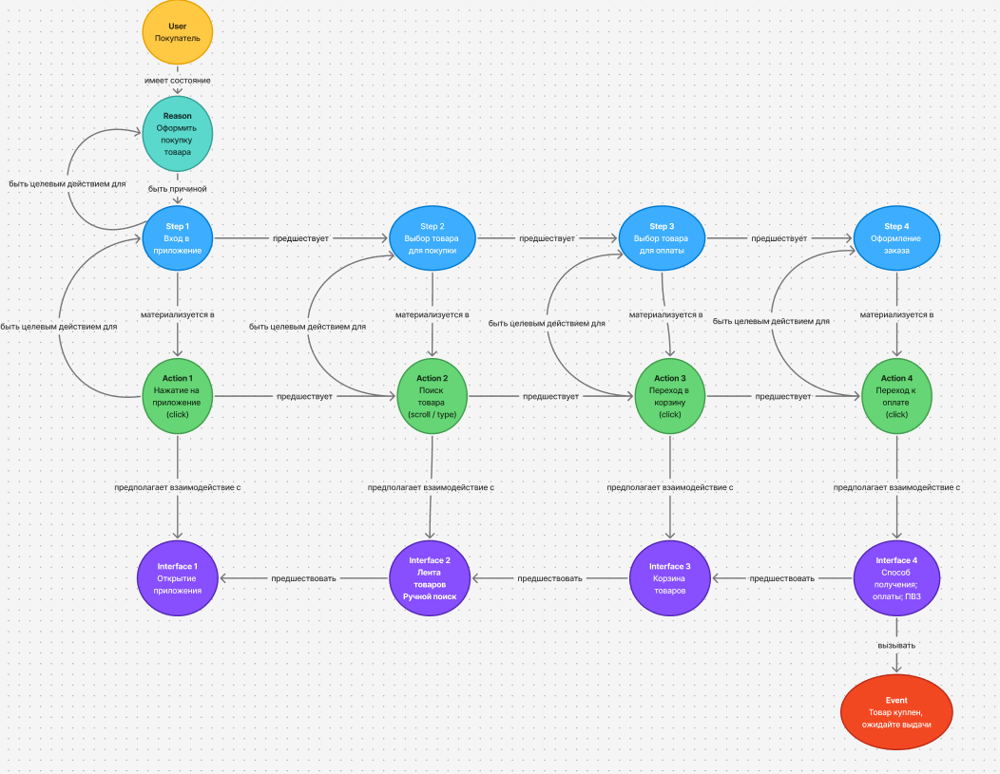 User
Покупатель
имеет состояние
Reason
Оформить
покупку
товара
быть целевым действием для
быть причиной
Step 1
Вход в
приложение
предшествует
Step 2
Выбор товара
для покупки
предшествует
Step 3
Выбор товара
для оплаты
предшествует
Step 4
Оформление
заказа
быть целевым действием для
материализуется в
быть целевым действием для
материализуется в
быть целевым действием для
материализуется в
быть целевым действием для
материализуется в
Action 1
Нажатие на
приложение
(click)
предшествует
Action 2
Поиск
товара
(scroll / type)
предшествует
Action 3
Переход в
корзину
(click)
предшествует
Action 4
Переход к
оплате
(click)
предполагает взаимодействие с
предполагает взаимодействие с
предполагает взаимодействие с
предполагает взаимодействие с
Interface 1
Открытие
приложения
предшествовать
Interface 2
Лента
товаров
Ручной поиск
предшествовать
Interface 3
Корзина
товаров
предшествовать
Interface 4
Способ
получения;
оплаты; ПВЗ
вызывать
Event
Товар куплен,
ожидайте выдачи